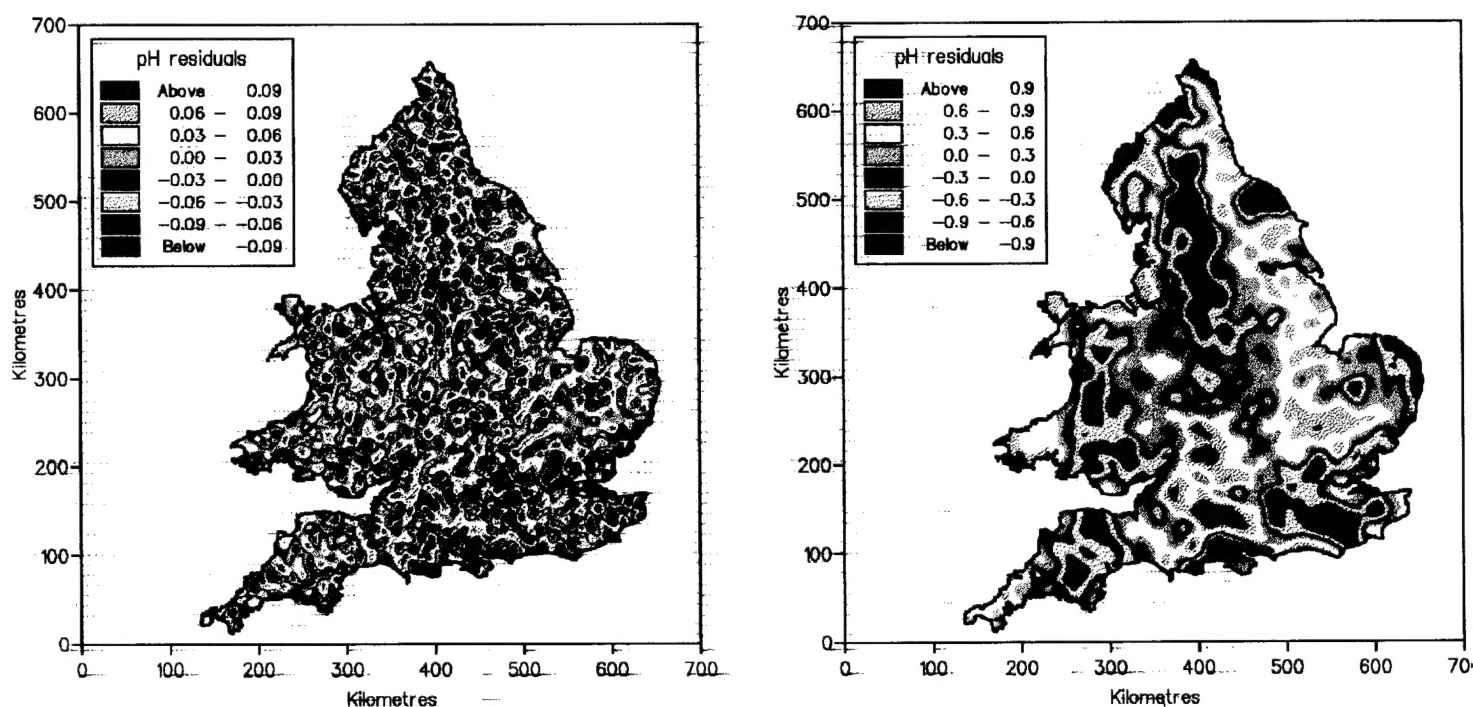 700
600
500
400
300
200
100
0
Kilometres
pH residuals
Above 0.09
0.06 – 0.09
0.03 – 0.06
0.00 – 0.03
−0.03 – 0.00
−0.06 – −0.03
−0.09 – −0.06
Below −0.09
0 100 200 300 400 500 600 700
Kilometres
700
600
500
400
300
200
100
0
Kilometres
pH residuals
Above 0.9
0.6 – 0.9
0.3 – 0.6
0.0 – 0.3
−0.3 – 0.0
−0.6 – −0.3
−0.9 – −0.6
Below −0.9
0 100 200 300 400 500 600 70
Kilometres